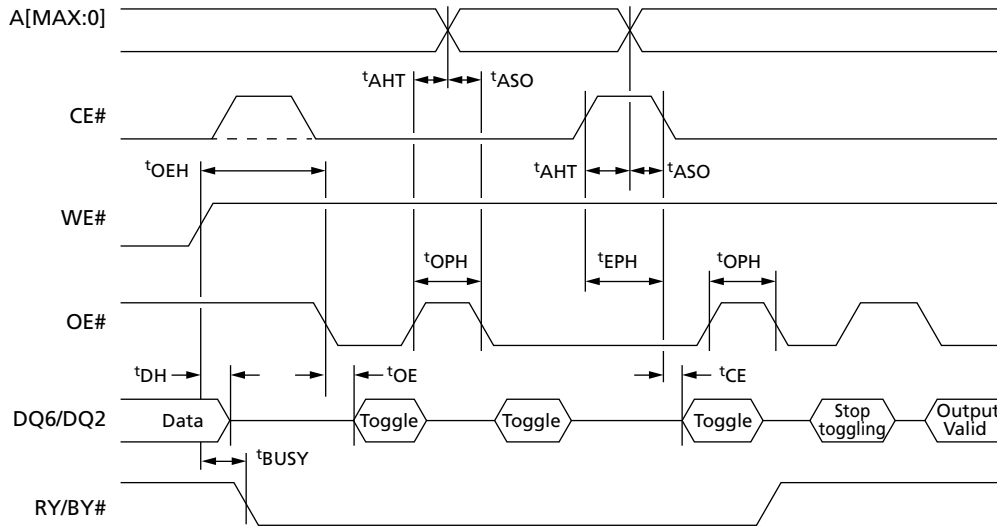 A[MAX:0]
tAHT tASO
CE#
tOEH
tAHT tASO
WE#
tOPH tEPH tOPH
OE#
tDH tOE tCE
DQ6/DQ2 Data Toggle Toggle Toggle Stop toggling Output Valid
tBUSY
RY/BY#